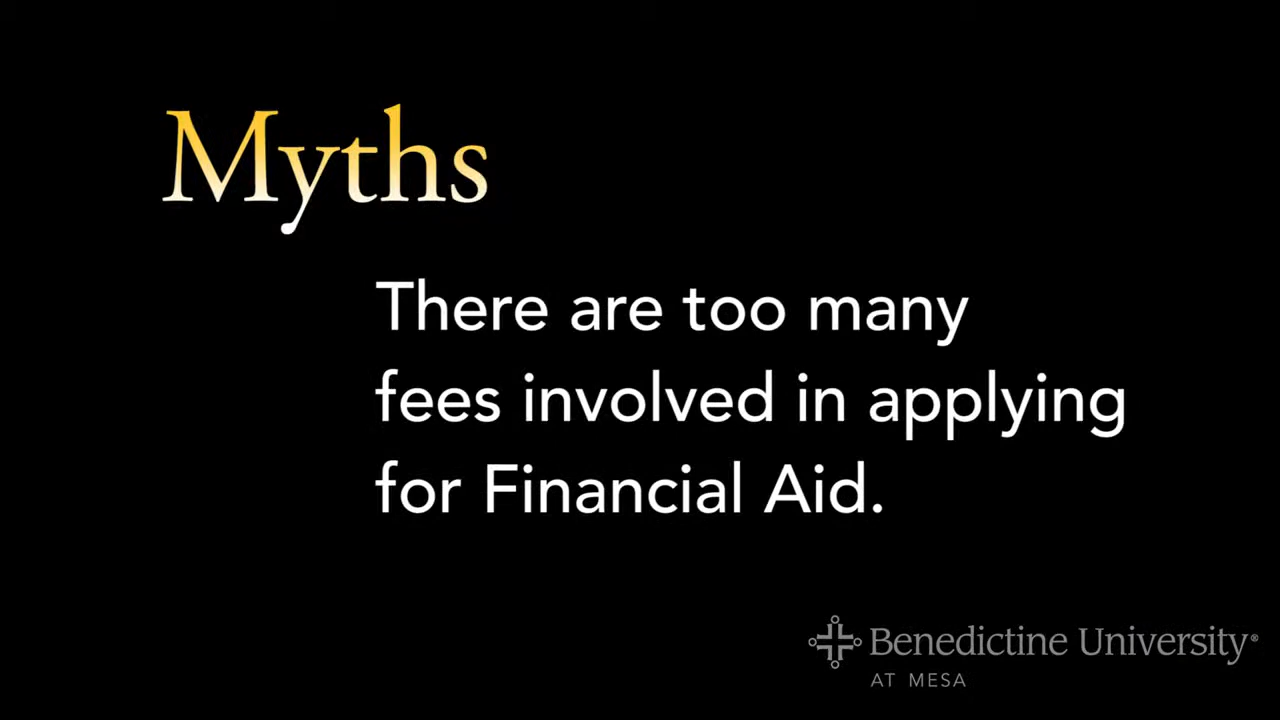 Myths
There are too many
fees involved in applying
for Financial Aid.
Benedictine University®
AT MESA